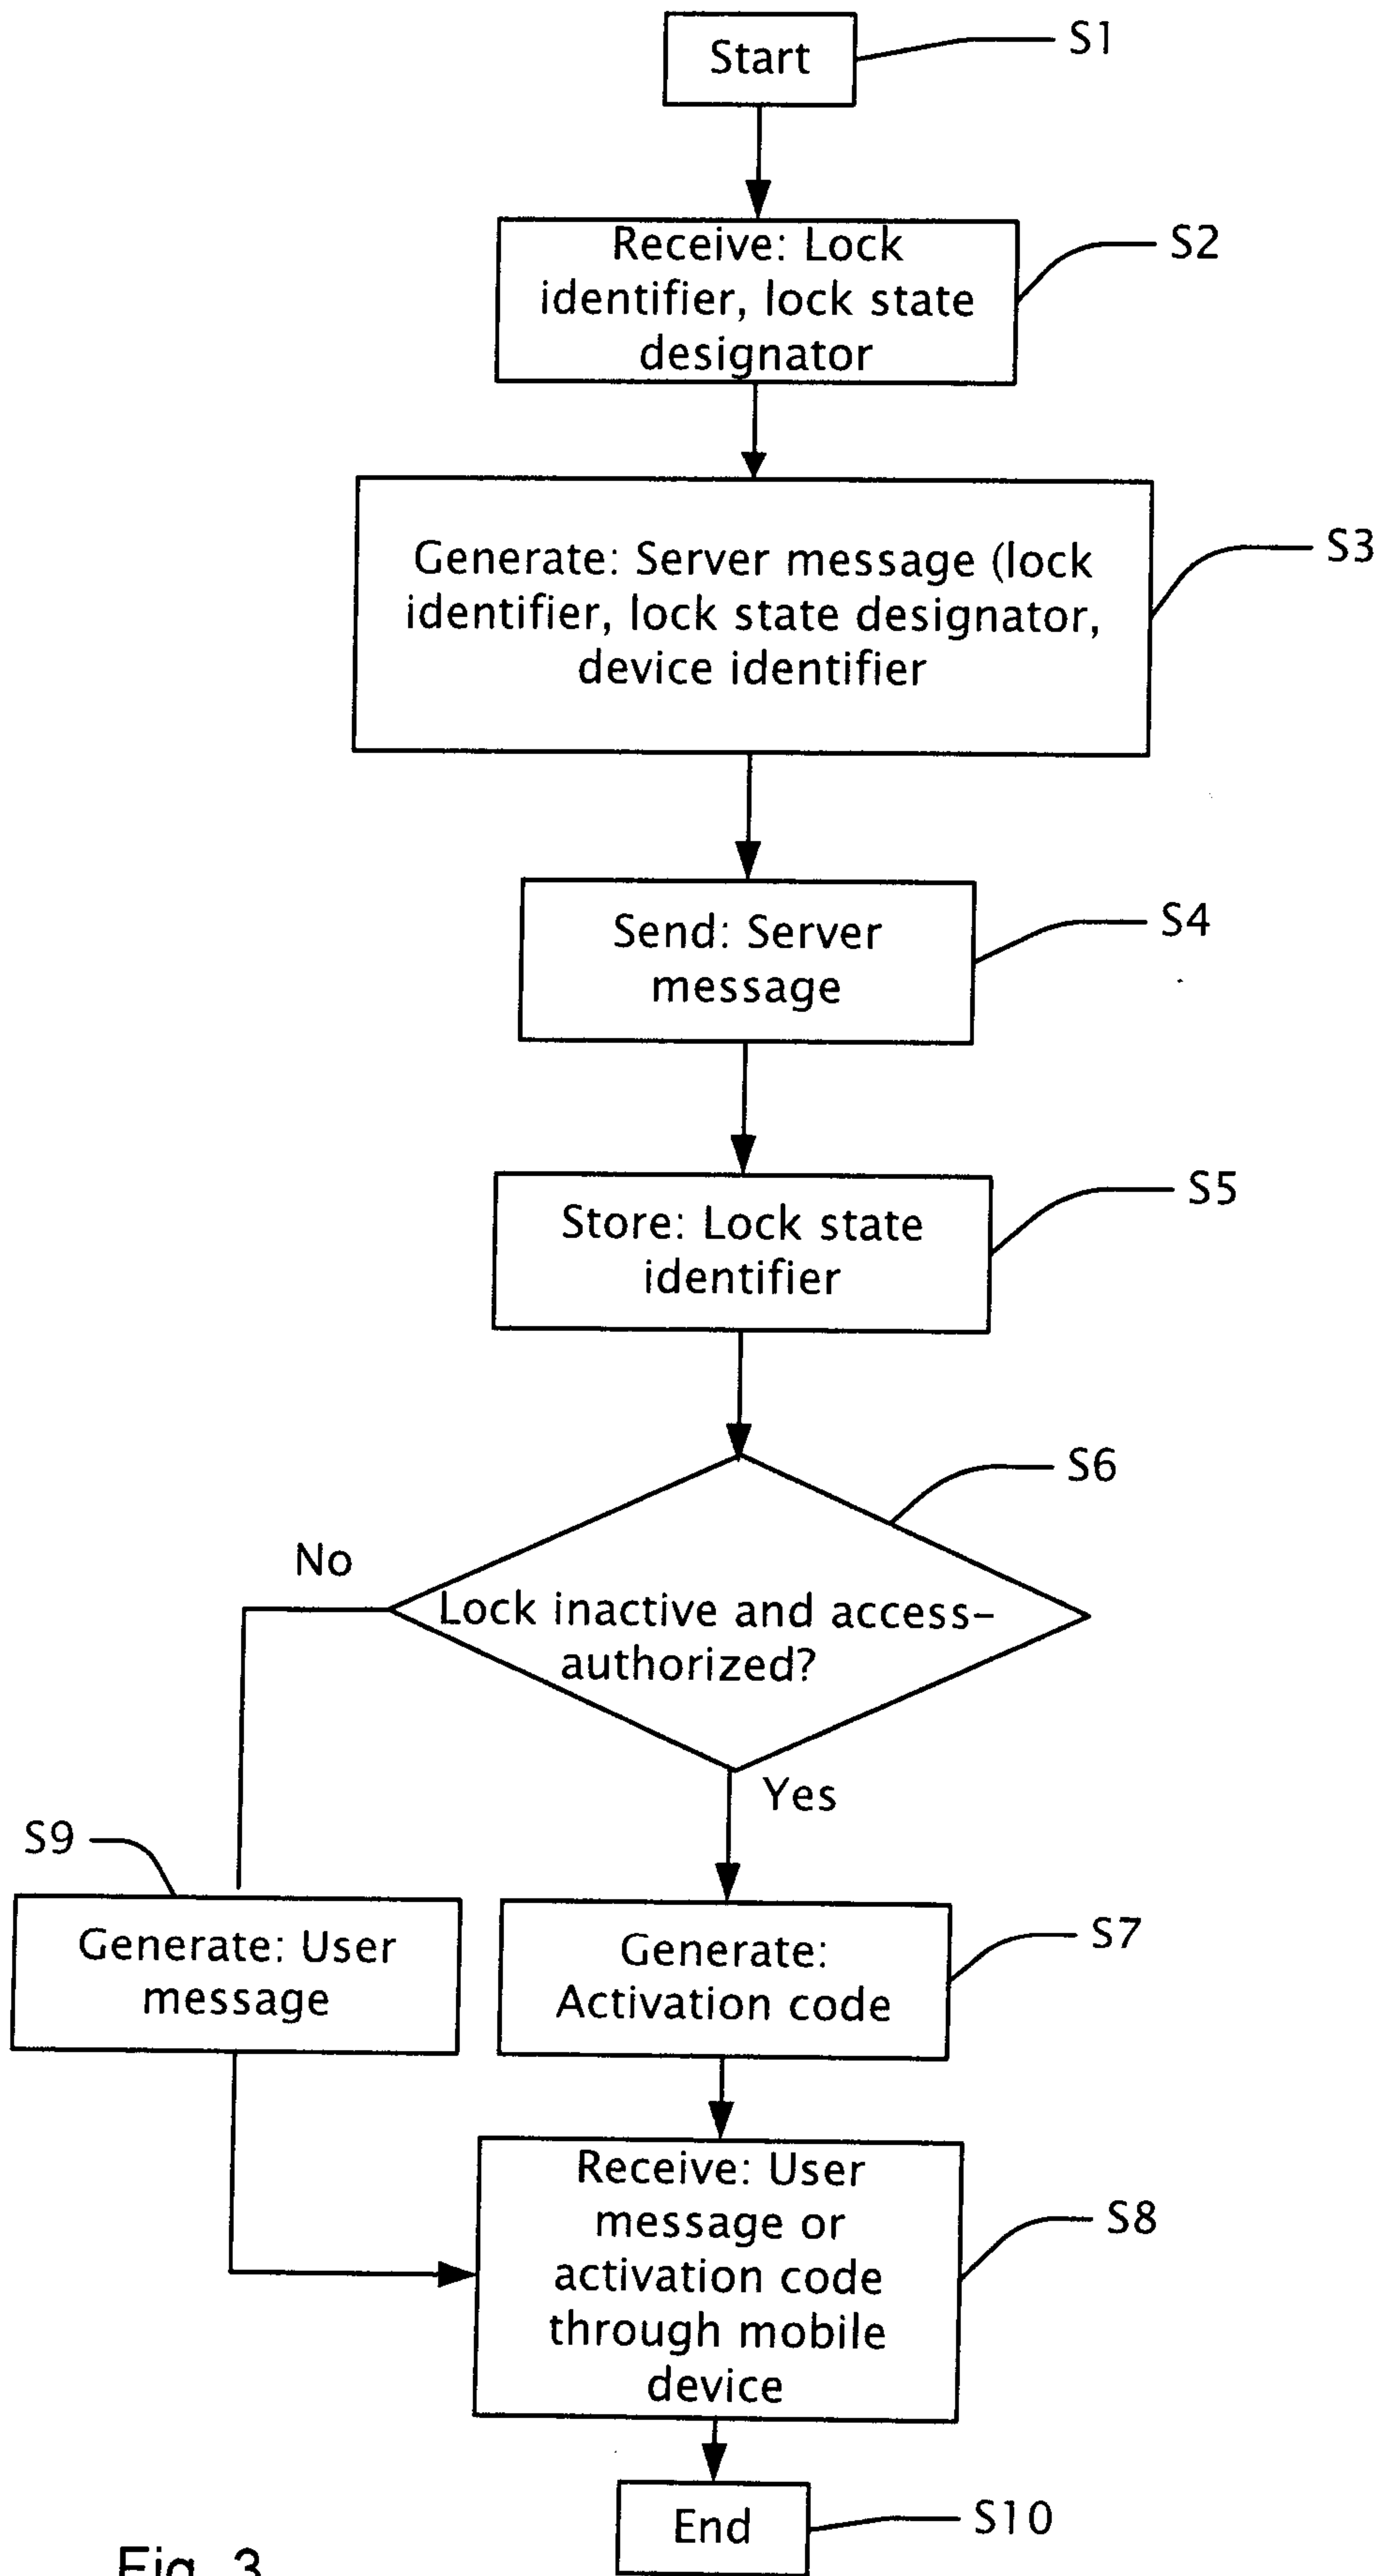 Start
S1
Receive: Lock
identifier, lock state
designator
S2
Generate: Server message (lock
identifier, lock state designator,
device identifier
S3
Send: Server
message
S4
Store: Lock state
identifier
S5
S6
No
Lock inactive and access-
authorized?
Yes
S9
Generate: User
message
Generate:
Activation code
S7
Receive: User
message or
activation code
through mobile
device
S8
End
S10
Fig. 3